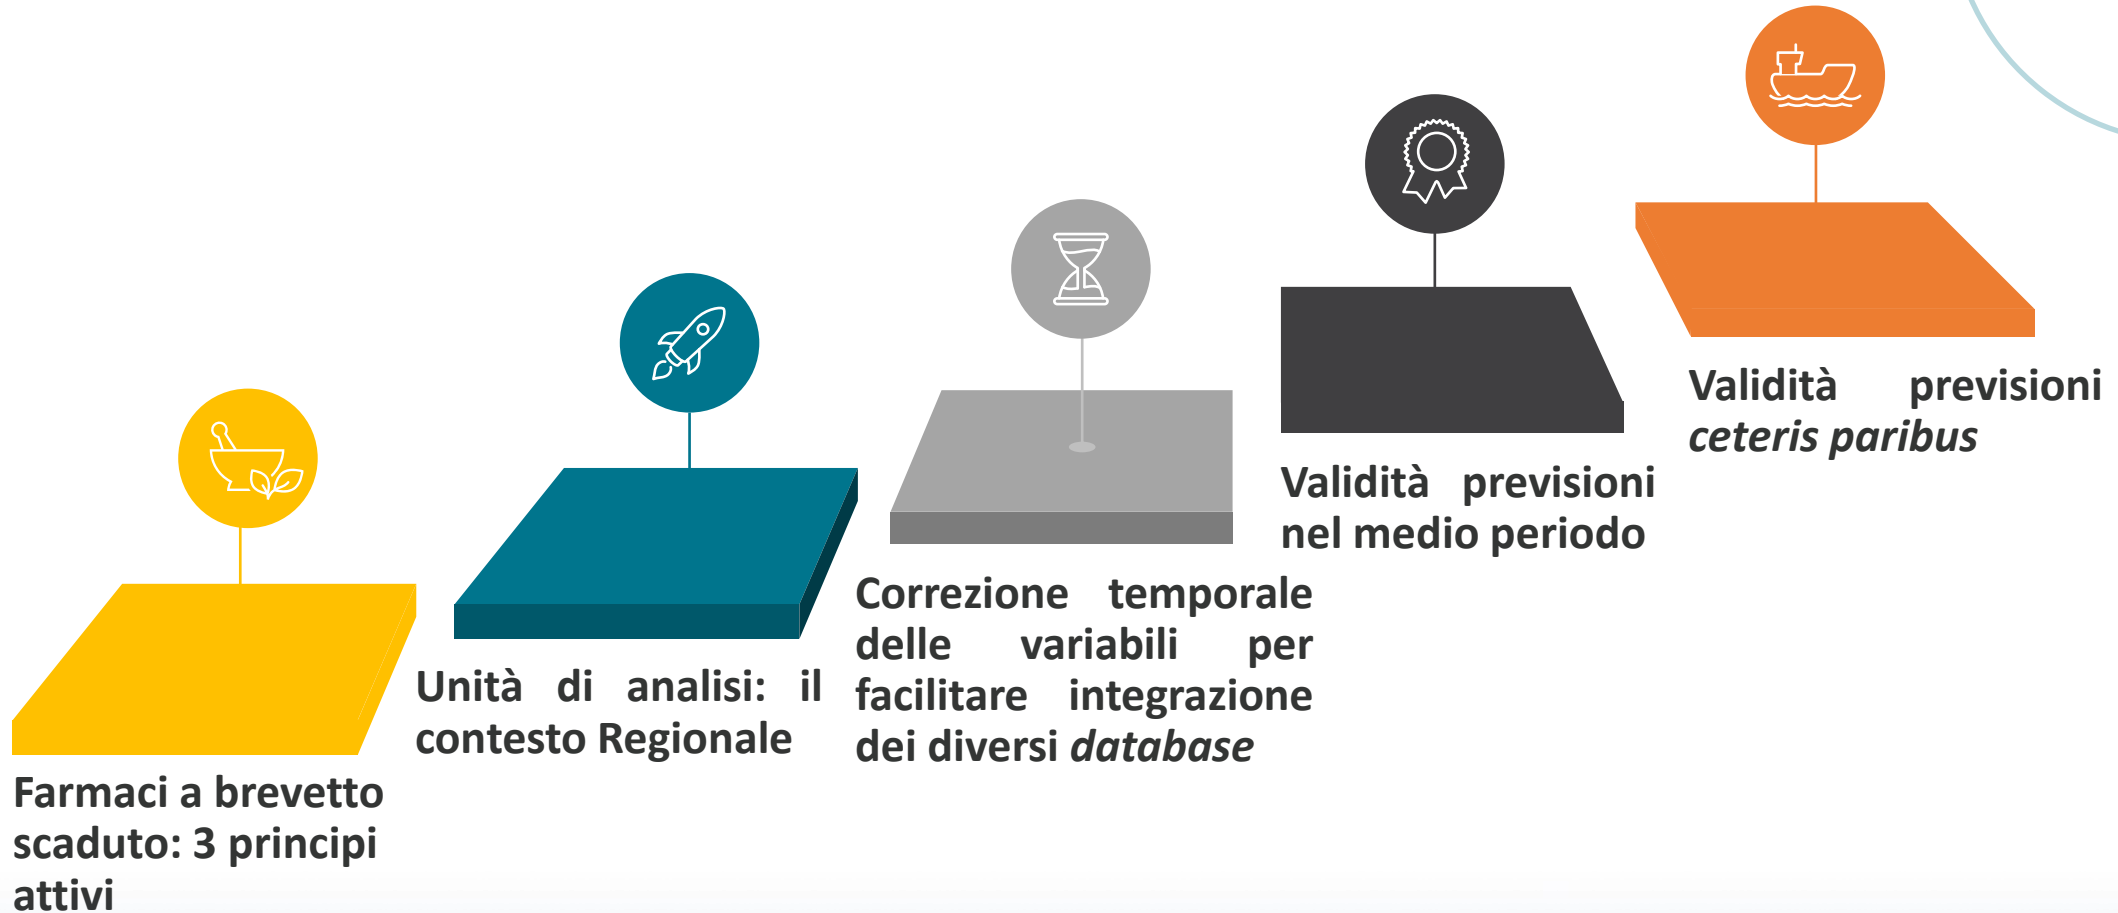 Farmaci a brevetto
scaduto: 3 principi
attivi
Unità di analisi: il
contesto Regionale
Correzione temporale
delle variabili per
facilitare integrazione
dei diversi database
Validità previsioni
nel medio periodo
Validità previsioni
ceteris paribus